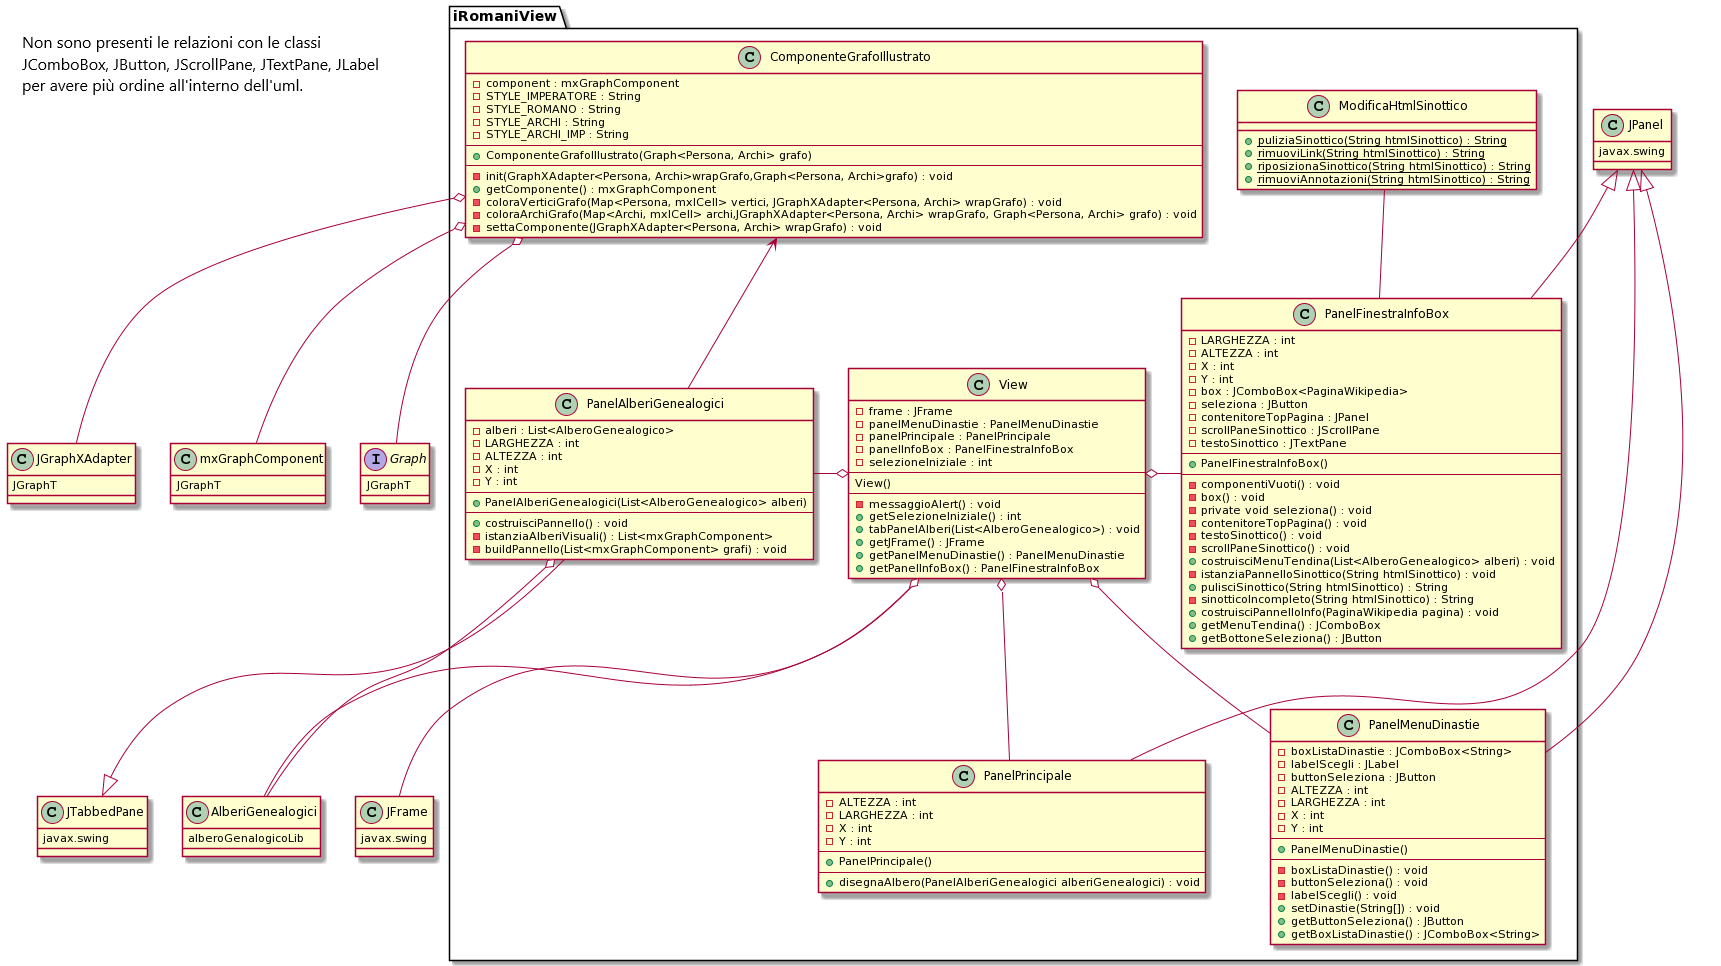 Non sono presenti le relazioni con le classi
JComboBox, JButton, JScrollPane, JTextPane, JLabel
per avere più ordine all'interno dell'uml.
iRomaniView
C ComponenteGrafoIllustrato
component : mxGraphComponent
STYLE_IMPERATORE : String
STYLE_ROMANO : String
STYLE_ARCHI : String
STYLE_ARCHI_IMP : String
ComponenteGrafoIllustrato(Graph<Persona, Archi> grafo)
init(GraphXAdapter<Persona, Archi>wrapGrafo,Graph<Persona, Archi>grafo) : void
getComponente() : mxGraphComponent
coloraVerticiGrafo(Map<Persona, mxICell> vertici, JGraphXAdapter<Persona, Archi> wrapGrafo) : void
coloraArchiGrafo(Map<Archi, mxICell> archi,JGraphXAdapter<Persona, Archi> wrapGrafo, Graph<Persona, Archi> grafo) : void
settaComponente(JGraphXAdapter<Persona, Archi> wrapGrafo) : void
C ModificaHtmlSinottico
puliziaSinottico(String htmlSinottico) : String
rimuoviLink(String htmlSinottico) : String
riposizionaSinottico(String htmlSinottico) : String
rimuoviAnnotazioni(String htmlSinottico) : String
C JPanel
javax.swing
C JGraphXAdapter
JGraphT
C mxGraphComponent
JGraphT
I Graph
JGraphT
C PanelAlberiGenealogici
alberi : List<AlberoGenealogico>
LARGHEZZA : int
ALTEZZA : int
X : int
Y : int
PanelAlberiGenealogici(List<AlberoGenealogico> alberi)
costruisciPannello() : void
istanziaAlberiVisuali() : List<mxGraphComponent>
buildPannello(List<mxGraphComponent> grafi) : void
C View
frame : JFrame
panelMenuDinastie : PanelMenuDinastie
panelPrincipale : PanelPrincipale
panelInfoBox : PanelFinestraInfoBox
selezioneIniziale : int
View()
messaggioAlert() : void
getSelezioneIniziale() : int
tabPanelAlberi(List<AlberoGenealogico>) : void
getJFrame() : JFrame
getPanelMenuDinastie() : PanelMenuDinastie
getPanelInfoBox() : PanelFinestraInfoBox
C PanelFinestraInfoBox
LARGHEZZA : int
ALTEZZA : int
X : int
Y : int
box : JComboBox<PaginaWikipedia>
seleziona : JButton
contenitoreTopPagina : JPanel
scrollPaneSinottico : JScrollPane
testoSinottico : JTextPane
PanelFinestraInfoBox()
componentiVuoti() : void
box() : void
private void seleziona() : void
contenitoreTopPagina() : void
testoSinottico() : void
scrollPaneSinottico() : void
costruisciMenuTendina(List<AlberoGenealogico> alberi) : void
istanziaPannelloSinottico(String htmlSinottico) : void
pulisciSinottico(String htmlSinottico) : String
sinotticoIncompleto(String htmlSinottico) : String
costruisciPannelloInfo(PaginaWikipedia pagina) : void
getMenuTendina() : JComboBox
getBottoneSeleziona() : JButton
C JTabbedPane
javax.swing
C AlberiGenealogici
alberoGenalogicoLib
C JFrame
javax.swing
C PanelPrincipale
ALTEZZA : int
LARGHEZZA : int
X : int
Y : int
PanelPrincipale()
disegnaAlbero(PanelAlberiGenealogici alberiGenealogici) : void
C PanelMenuDinastie
boxListaDinastie : JComboBox<String>
labelScegli : JLabel
buttonSeleziona : JButton
ALTEZZA : int
LARGHEZZA : int
X : int
Y : int
PanelMenuDinastie()
boxListaDinastie() : void
buttonSeleziona() : void
labelScegli() : void
setDinastie(String[]) : void
getButtonSeleziona() : JButton
getBoxListaDinastie() : JComboBox<String>